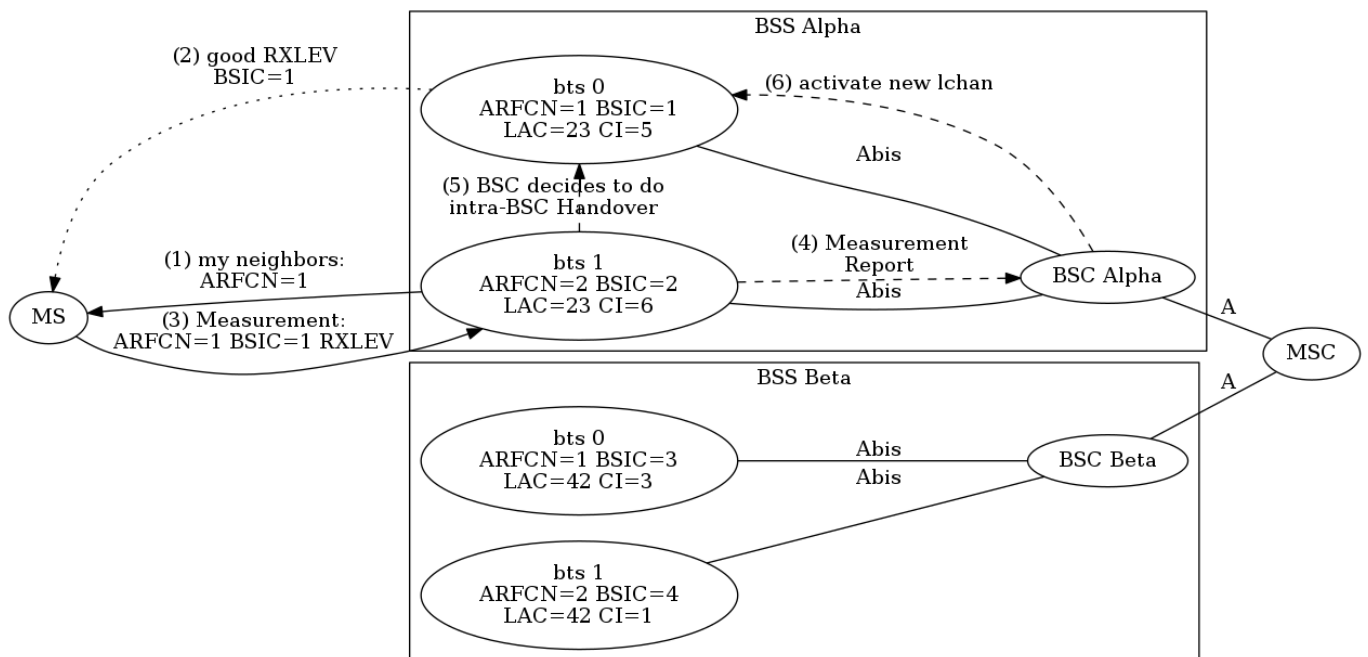 BSS Alpha
(2) good RXLEV
BSIC=1
bts 0
ARFCN=1 BSIC=1
LAC=23 CI=5
(6) activate new lchan
Abis
(5) BSC decides to do
intra-BSC Handover
(1) my neighbors:
ARFCN=1
bts 1
ARFCN=2 BSIC=2
LAC=23 CI=6
(4) Measurement
Report
Abis
BSC Alpha
MS
(3) Measurement:
ARFCN=1 BSIC=1 RXLEV
A
MSC
A
BSS Beta
bts 0
ARFCN=1 BSIC=3
LAC=42 CI=3
Abis
Abis
BSC Beta
bts 1
ARFCN=2 BSIC=4
LAC=42 CI=1